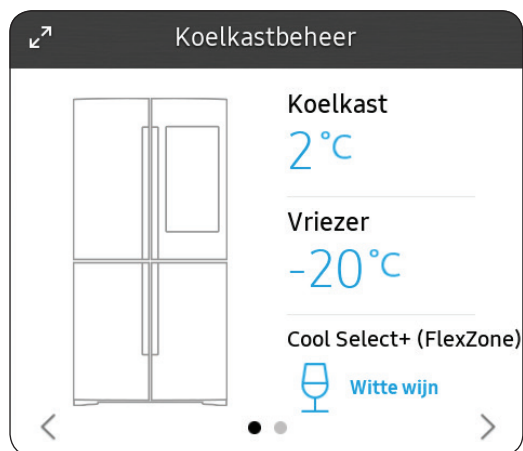 Koelkastbeheer
Koelkast
2°C
Vriezer
-20°C
Cool Select+ (FlexZone)
Witte wijn